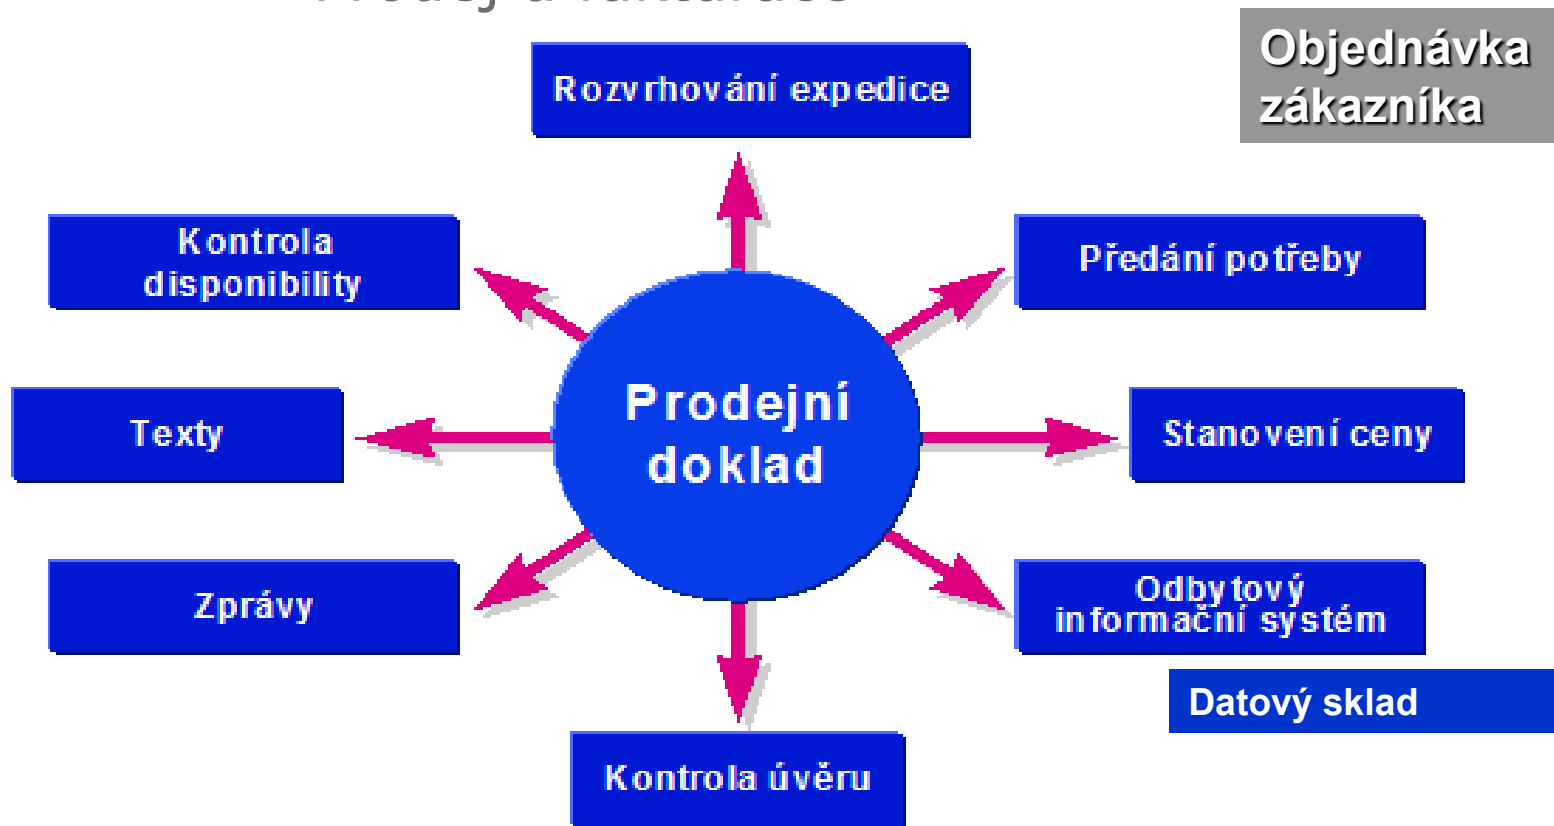 Objednávka
zákazníka
Rozvrhování expedice
Kontrola
disponibility
Předání potřeby
Prodejní
doklad
Texty
Stanovení ceny
Zprávy
Odbytový
informační systém
Datový sklad
Kontrola úvěru